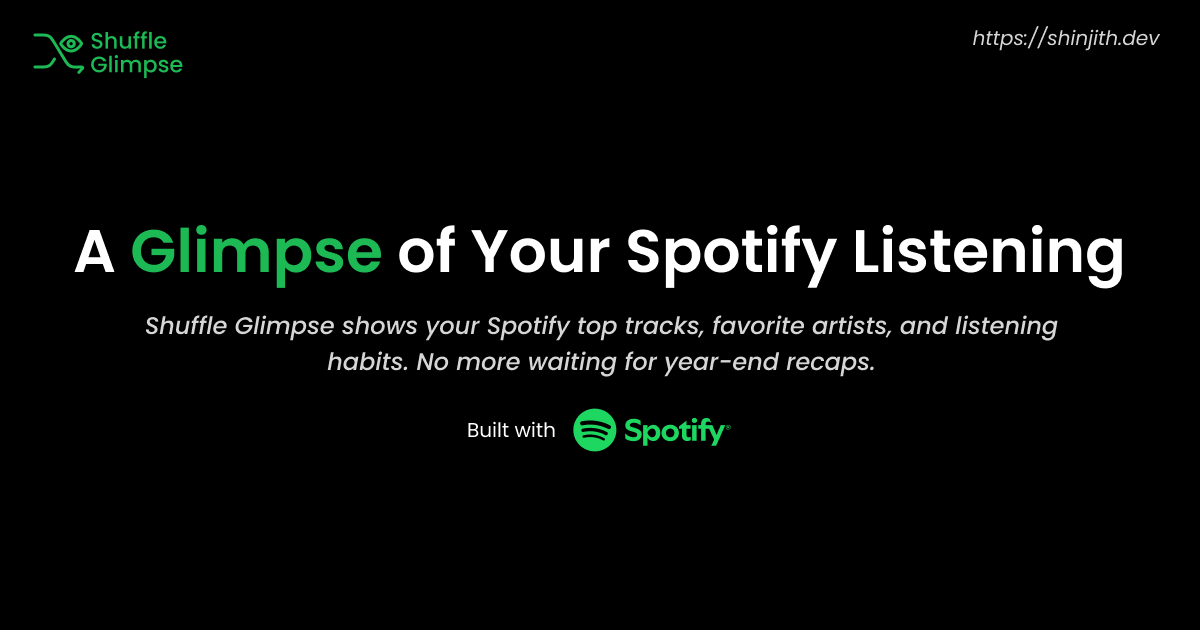 Shuffle
Glimpse
https://shinjith.dev
A Glimpse of Your Spotify Listening
Shuffle Glimpse shows your Spotify top tracks, favorite artists, and listening
habits. No more waiting for year-end recaps.
Built with Spotify®